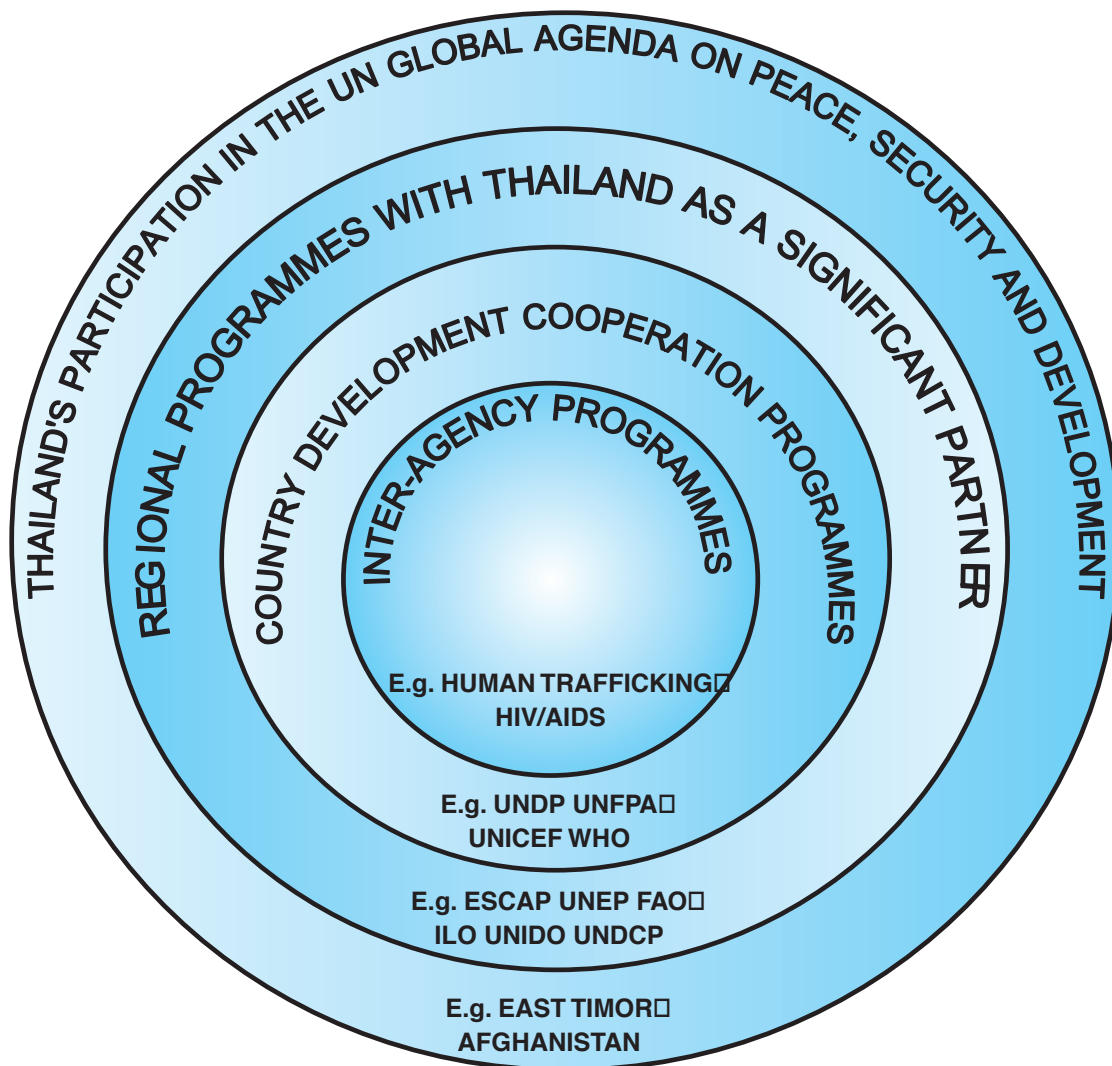 THAILAND'S PARTICIPATION IN THE UN GLOBAL AGENDA ON PEACE, SECURITY AND DEVELOPMENT
REGIONAL PROGRAMMES WITH THAILAND AS A SIGNIFICANT PARTNER
COUNTRY DEVELOPMENT COOPERATION PROGRAMMES
INTER-AGENCY PROGRAMMES
E.g. HUMAN TRAFFICKING□
HIV/AIDS
E.g. UNDP UNFPA□
UNICEF WHO
E.g. ESCAP UNEP FAO□
ILO UNIDO UNDCP
E.g. EAST TIMOR□
AFGHANISTAN